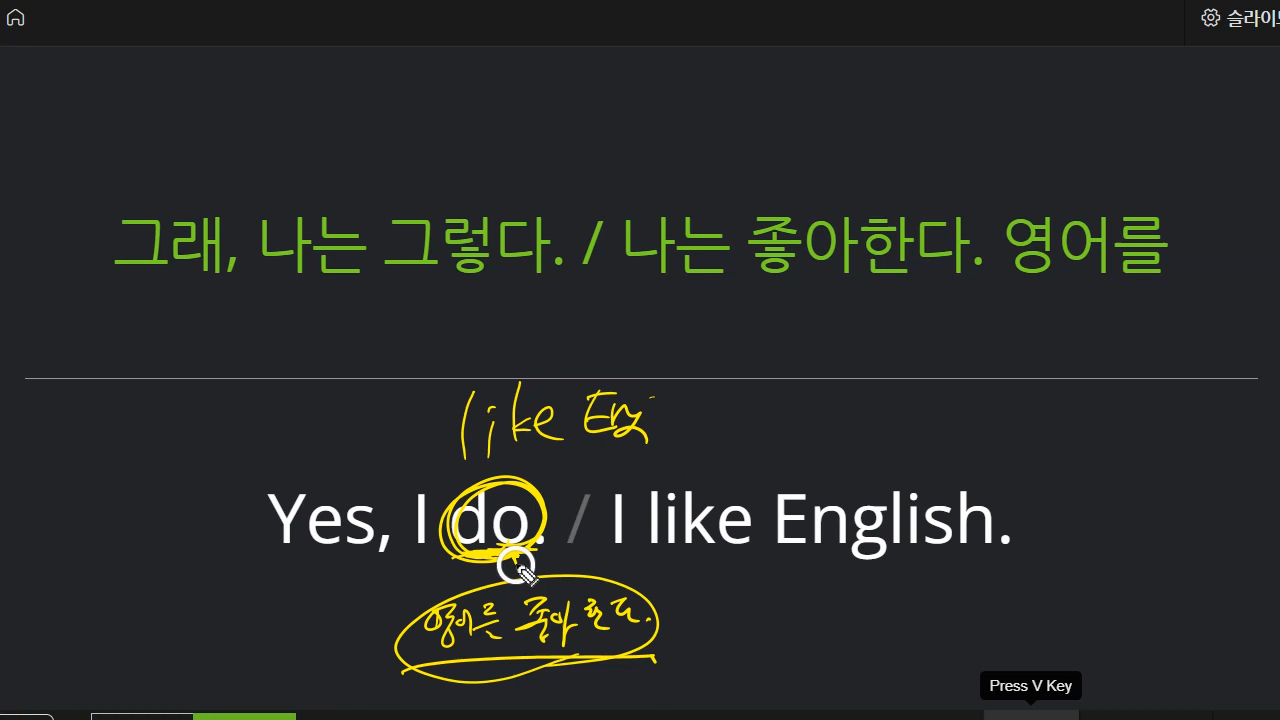 슬라이드
그래, 나는 그렇다. / 나는 좋아한다. 영어를
like Eng
Yes, I do. / I like English.
영어를 좋아한다.
Press V Key